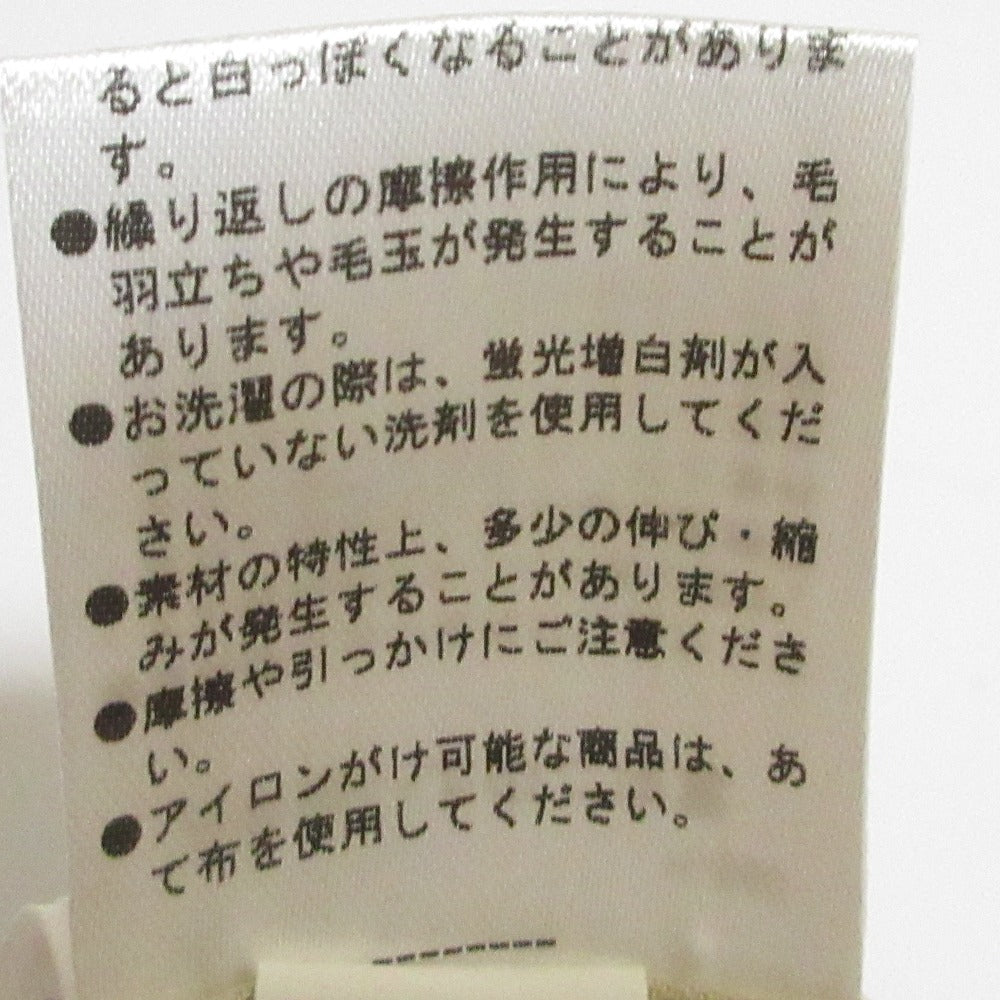 ると白っぽくなることがありま
す。
●繰り返しの摩擦作用により、毛
羽立ちや毛玉が発生することが
あります。
●お洗濯の際は、蛍光増白剤が入
っていない洗剤を使用してくだ
さい。
●素材の特性上、多少の伸び・縮
みが発生することがあります。
●摩擦や引っかけにご注意くださ
い。
●アイロンがけ可能な商品は、あ
て布を使用してください。
--------